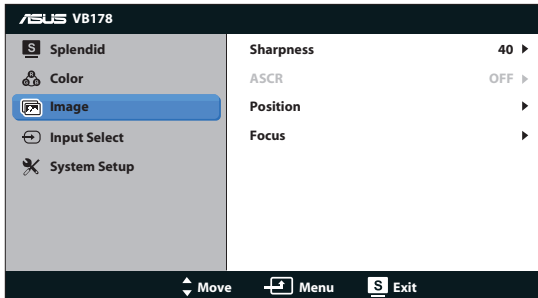 ASUS VB178
S Splendid
Color
Image
Input Select
System Setup
Sharpness 40
ASCR OFF
Position
Focus
Move Menu S Exit